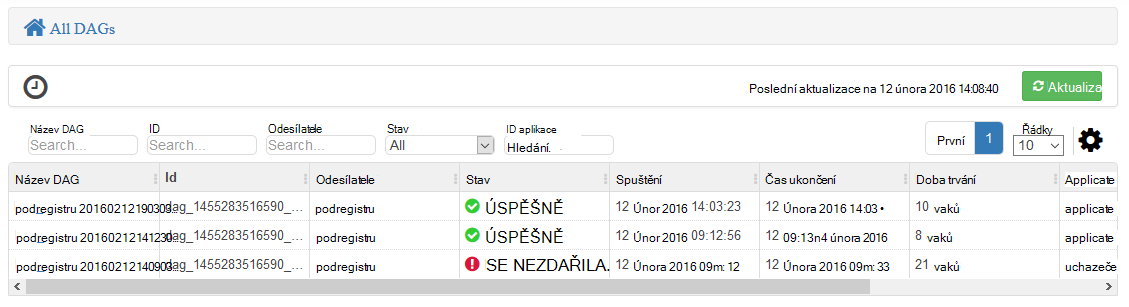 All DAGs
Poslední aktualizace na 12 února 2016 14:08:40 Aktualiza
Název DAG ID Odesílatele Stav ID aplikace První 1 Řádky
Search... Search... Search... All Hledání. 10
Název DAG Id Odesílatele Stav Spuštění Čas ukončení Doba trvání Applicate
podregistru 20160212190303... dag_1455283516590_... podregistru ÚSPĚŠNĚ 12 Únor 2016 14:03:23 12 Února 2016 14:03 • 10 vaků applicate
podregistru 20160212141230... dag_1455283516590_... podregistru ÚSPĚŠNĚ 12 Únor 2016 09:12:56 12 09:13n4 února 2016 8 vaků applicate
podregistru 20160212140903... dag_1455283516590_... podregistru SE NEZDAŘILA. 12 Února 2016 09m: 12 12 Února 2016 09m: 33 21 vaků uchazeče